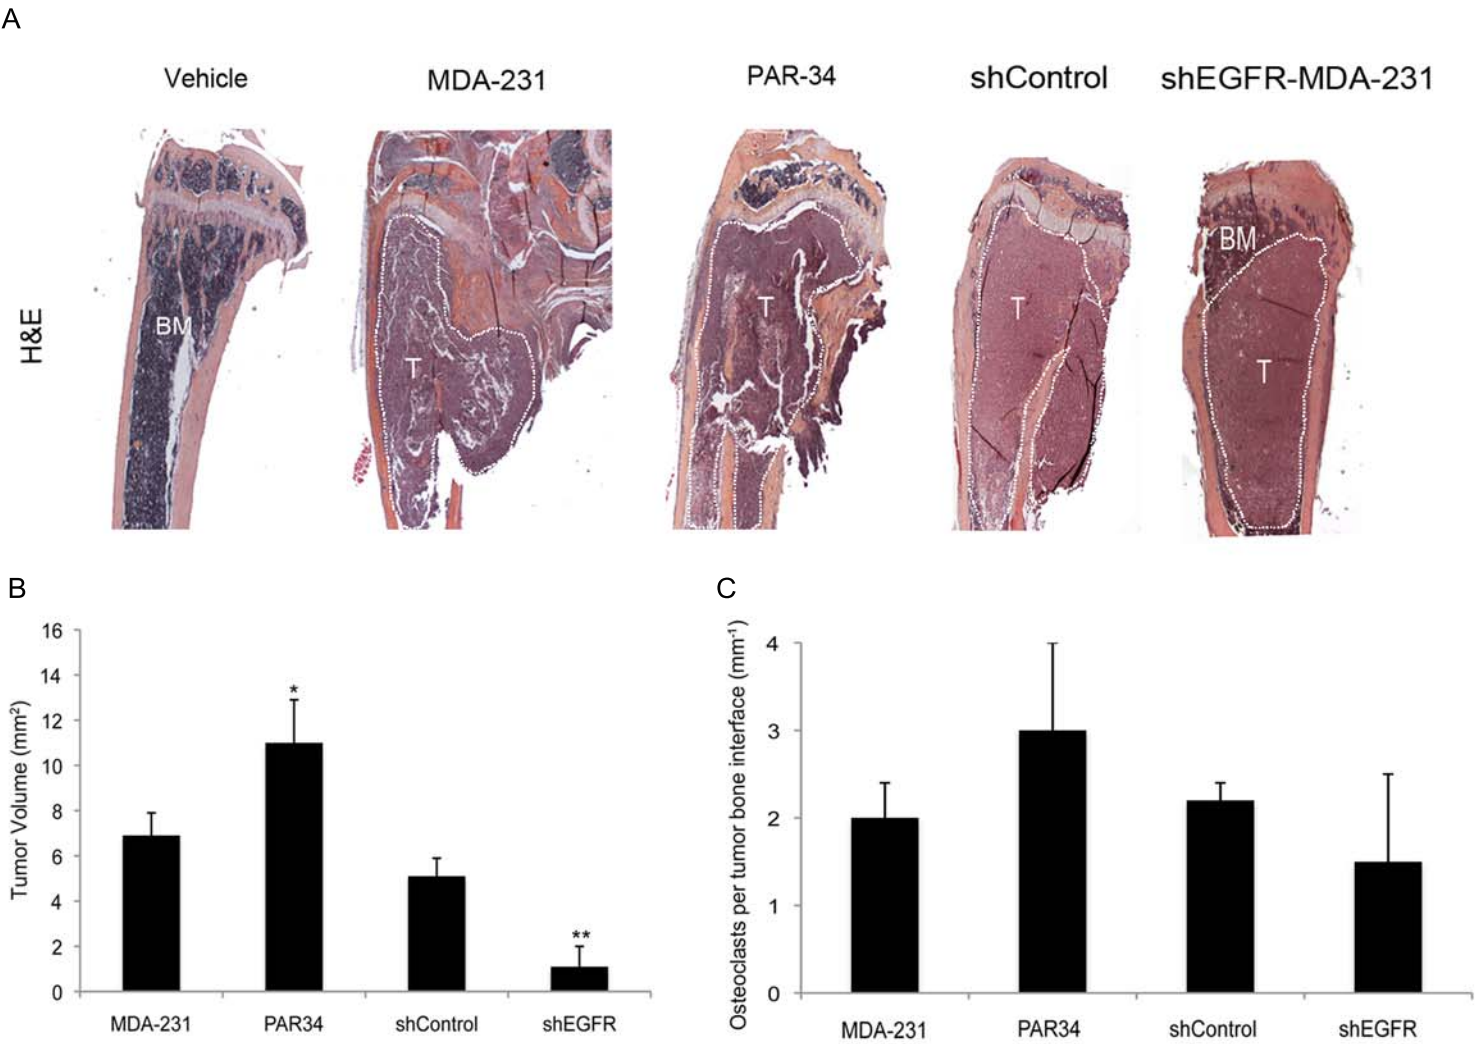 A
Vehicle
MDA-231
PAR-34
shControl
shEGFR-MDA-231
H&E
BM
T
T
T
BM
T
B
Tumor Volume (mm²)
16
14
12
10
8
6
4
2
0
*
**
MDA-231
PAR34
shControl
shEGFR
C
Osteoclasts per tumor bone interface (mm⁻¹)
4
3
2
1
0
MDA-231
PAR34
shControl
shEGFR